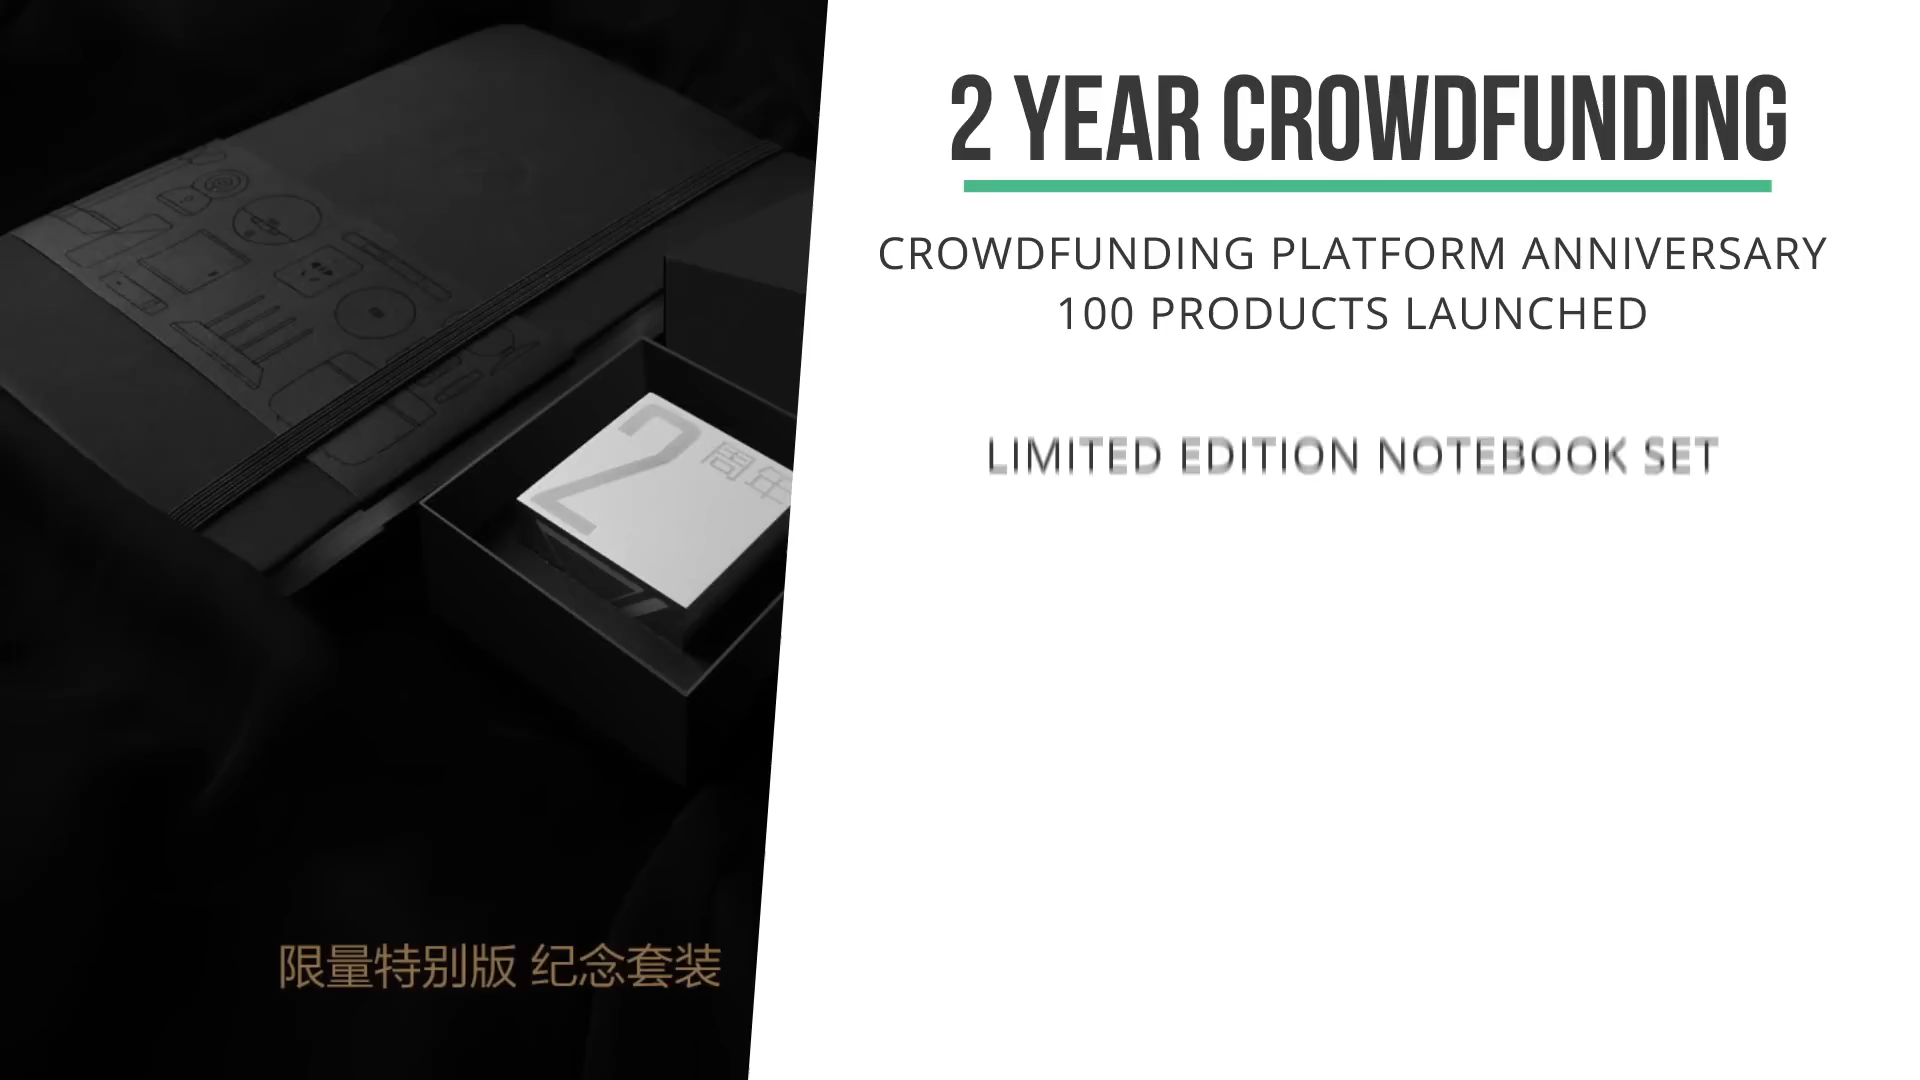 2 YEAR CROWDFUNDING
CROWDFUNDING PLATFORM ANNIVERSARY
100 PRODUCTS LAUNCHED
LIMITED EDITION NOTEBOOK SET
2 周年
限量特别版 纪念套装